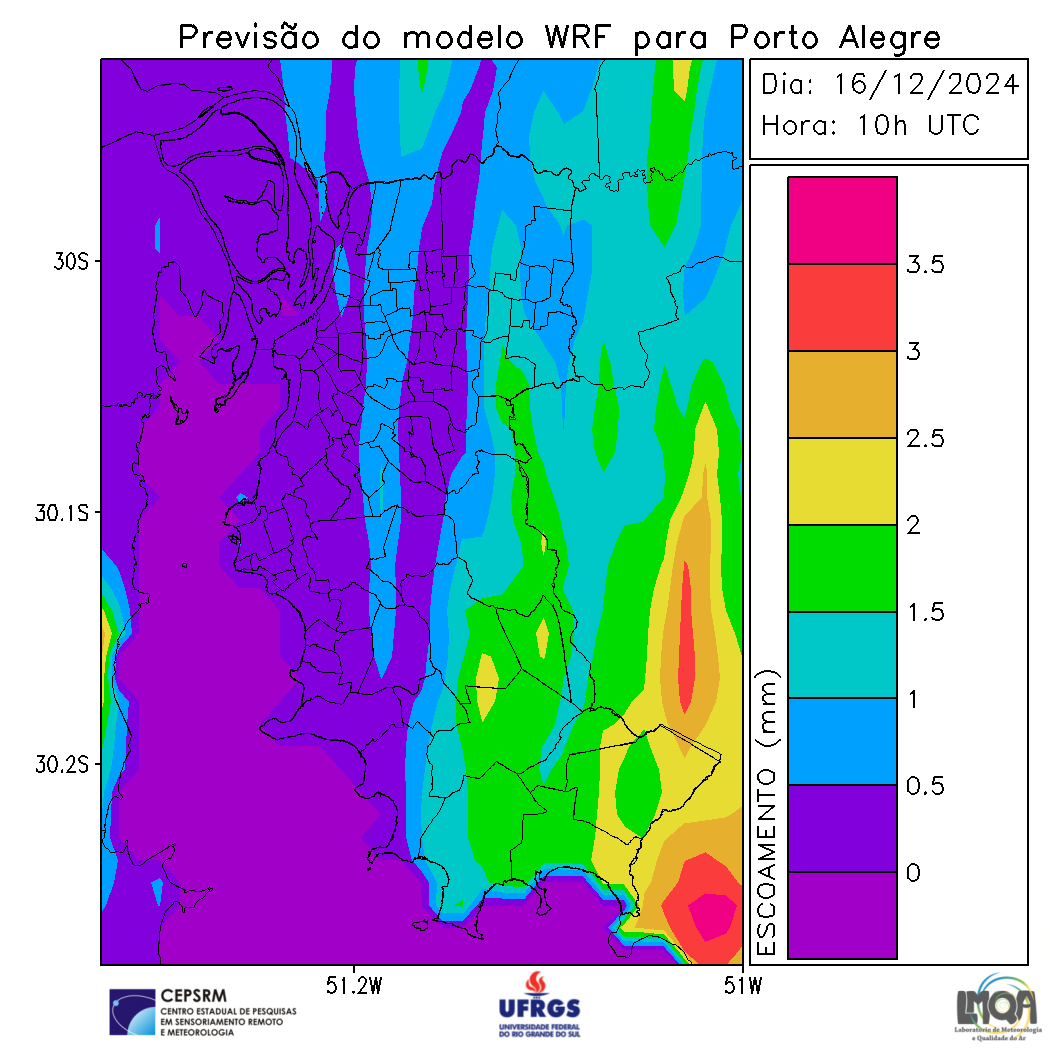 Previsão do modelo WRF para Porto Alegre
Dia: 16/12/2024
Hora: 10h UTC
3.5
3
2.5
2
1.5
1
0.5
0
ESCOAMENTO (mm)
30S
30.1S
30.2S
51.2W
51W
CEPSRM
CENTRO ESTADUAL DE PESQUISAS
EM SENSORIAMENTO REMOTO
E METEOROLOGIA
UFRGS
UNIVERSIDADE FEDERAL
DO RIO GRANDE DO SUL
LMQA
Laboratório de Meteorologia
e Qualidade do Ar